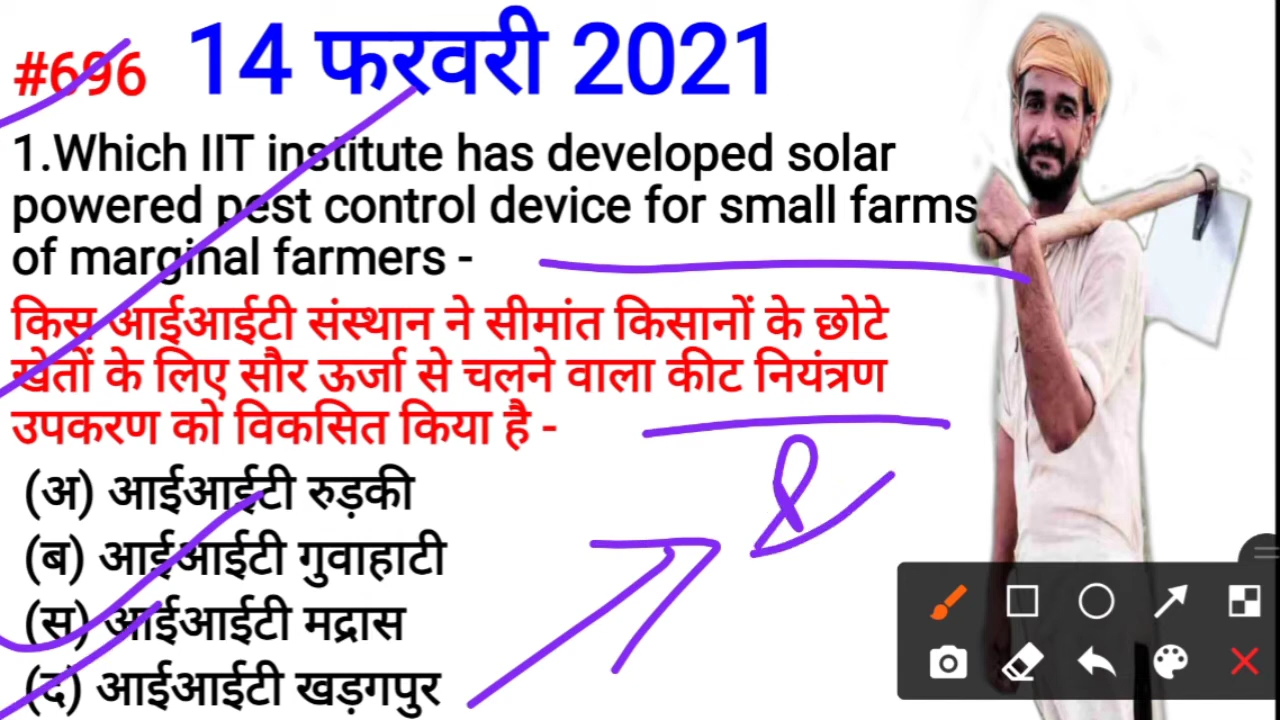 #696 14 फरवरी 2021
1.Which IIT institute has developed solar
powered pest control device for small farms
of marginal farmers -
किस आईआईटी संस्थान ने सीमांत किसानों के छोटे
खेतों के लिए सौर ऊर्जा से चलने वाला कीट नियंत्रण
उपकरण को विकसित किया है -
(अ) आईआईटी रुड़की
(ब) आईआईटी गुवाहाटी
(स) आईआईटी मद्रास
(द) आईआईटी खड़गपुर